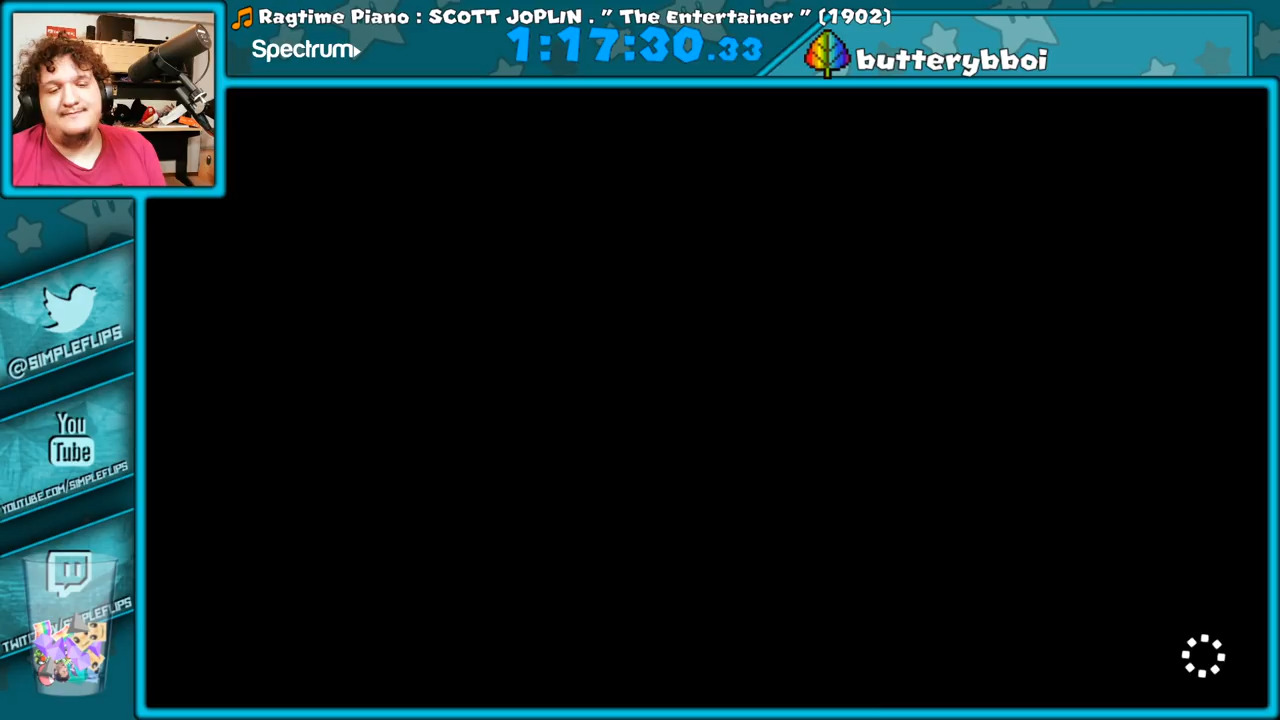 Ragtime Piano : SCOTT JOPLIN . " The Entertainer " (1902)
Spectrum
1:17:30.33
butterybboi
@SIMPLEFLIPS
You
Tube
YOUTUBE.COM/SIMPLEFLIPS